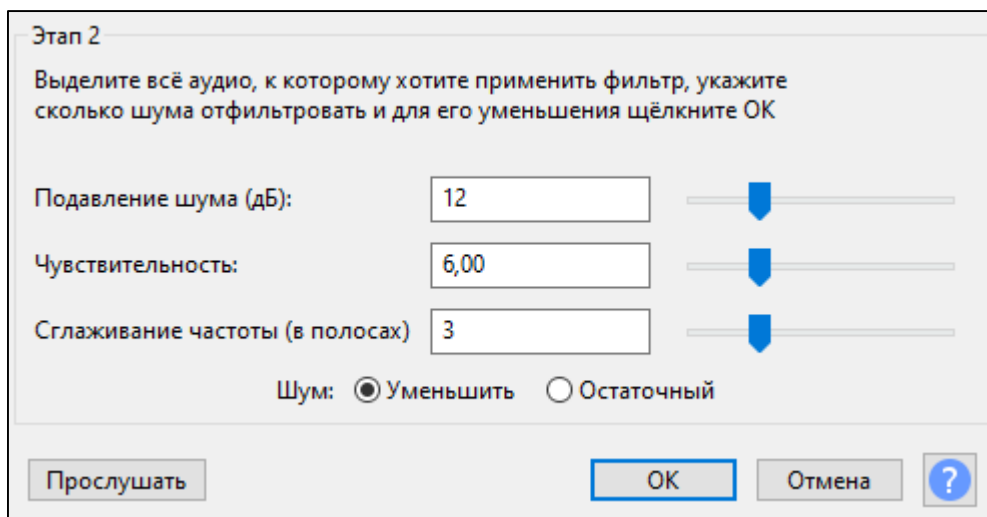 Этап 2
Выделите всё аудио, к которому хотите применить фильтр, укажите
сколько шума отфильтровать и для его уменьшения щёлкните ОК
Подавление шума (дБ): 12
Чувствительность: 6,00
Сглаживание частоты (в полосах) 3
Шум: Уменьшить Остаточный
Прослушать ОК Отмена ?